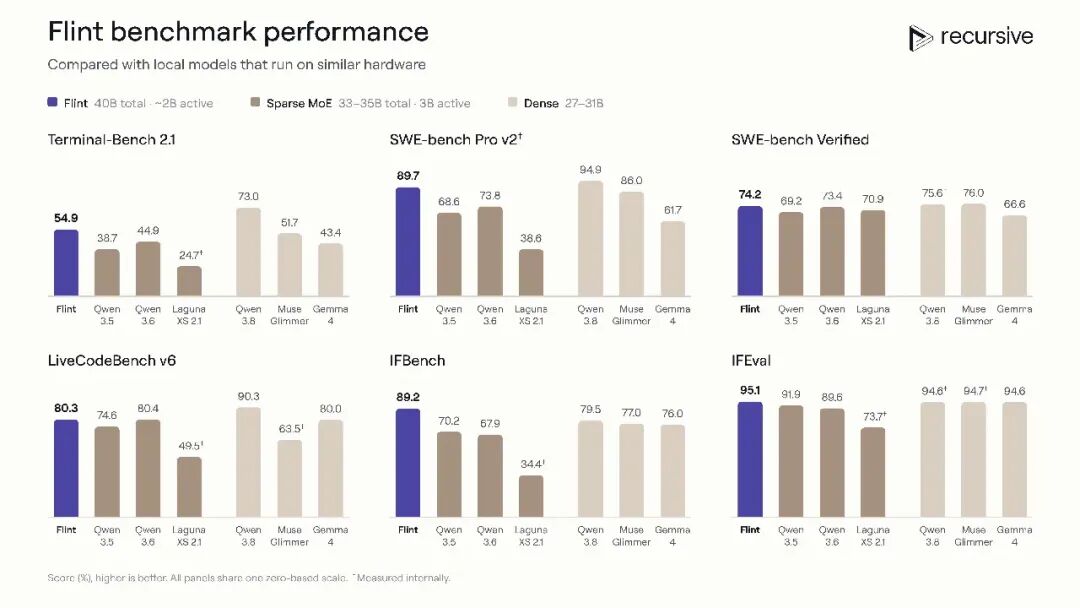 Flint benchmark performance
recursive
Compared with local models that run on similar hardware
Flint 40B total · ~2B active Sparse MoE 33–35B total · 3B active Dense 27–31B
Terminal-Bench 2.1
54.9 38.7 44.9 24.7† 73.0 51.7 43.4
Flint Qwen 3.5 Qwen 3.6 Laguna XS 2.1 Qwen 3.8 Muse Glimmer Gemma 4
SWE-bench Pro v2†
89.7 68.6 73.8 38.6 94.9 86.0 61.7
Flint Qwen 3.5 Qwen 3.6 Laguna XS 2.1 Qwen 3.8 Muse Glimmer Gemma 4
SWE-bench Verified
74.2 69.2 73.4 70.9 75.6 76.0 66.6
Flint Qwen 3.5 Qwen 3.6 Laguna XS 2.1 Qwen 3.8 Muse Glimmer Gemma 4
LiveCodeBench v6
80.3 74.6 80.4 49.5† 90.3 63.5† 80.0
Flint Qwen 3.5 Qwen 3.6 Laguna XS 2.1 Qwen 3.8 Muse Glimmer Gemma 4
IFBench
89.2 70.2 67.9 34.4† 79.5 77.0 76.0
Flint Qwen 3.5 Qwen 3.6 Laguna XS 2.1 Qwen 3.8 Muse Glimmer Gemma 4
IFEval
95.1 91.9 89.6 73.7† 94.6† 94.7† 94.6
Flint Qwen 3.5 Qwen 3.6 Laguna XS 2.1 Qwen 3.8 Muse Glimmer Gemma 4
Score (%), higher is better. All panels share one zero-based scale. †Measured internally.